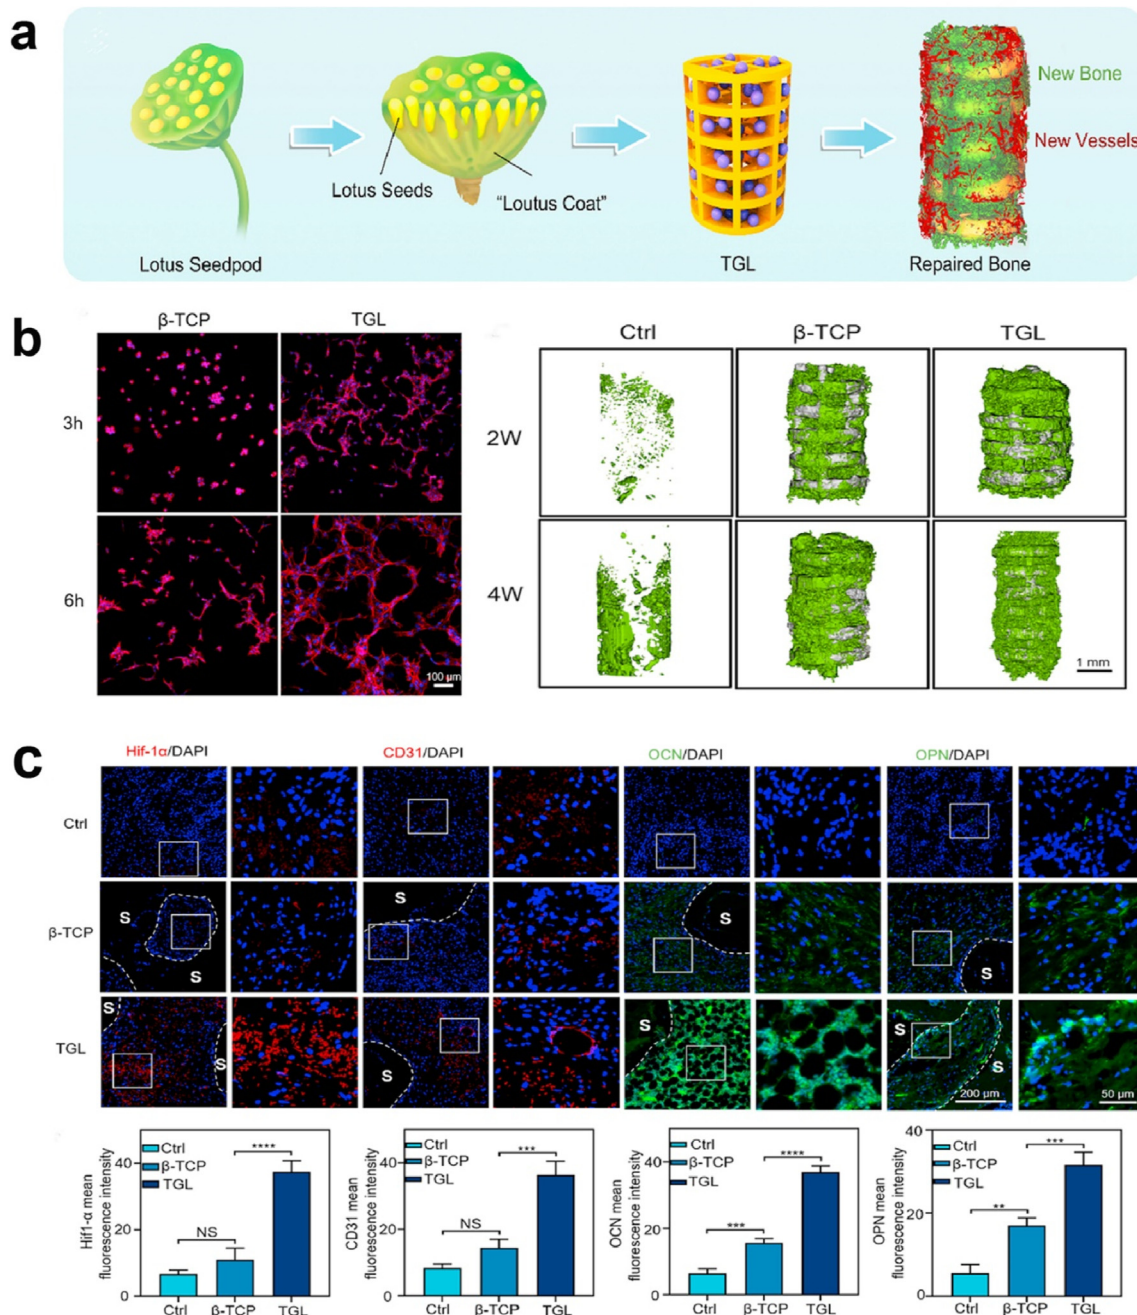 a
Lotus Seedpod
Lotus Seeds
"Loutus Coat"
TGL
New Bone
New Vessels
Repaired Bone
b
β-TCP TGL
3h
6h
100 μm
Ctrl β-TCP TGL
2W
4W
1 mm
c
Hif-1α/DAPI CD31/DAPI OCN/DAPI OPN/DAPI
Ctrl
β-TCP
S S S S S
TGL
S S S S S S
200 μm 50 μm
Hif1-α mean
fluorescence intensity
40
20
0
Ctrl
β-TCP
TGL
****
NS
Ctrl β-TCP TGL
CD31 mean
fluorescence intensity
40
20
0
Ctrl
β-TCP
TGL
***
NS
Ctrl β-TCP TGL
OCN mean
fluorescence intensity
40
20
0
Ctrl
β-TCP
TGL
****
***
Ctrl β-TCP TGL
OPN mean
fluorescence intensity
40
20
0
Ctrl
β-TCP
TGL
***
**
Ctrl β-TCP TGL